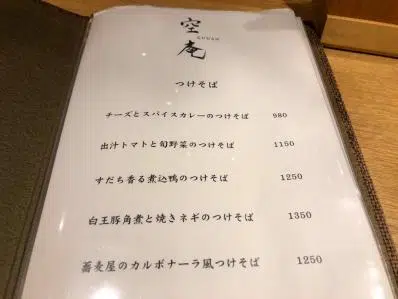 空
庵
つけそば
チーズとスパイスカレーのつけそば 980
出汁トマトと旬野菜のつけそば 1150
すだち香る煮込鴨のつけそば 1250
白王豚角煮と焼きネギのつけそば 1350
蕎麦屋のカルボナーラ風つけそば 1250